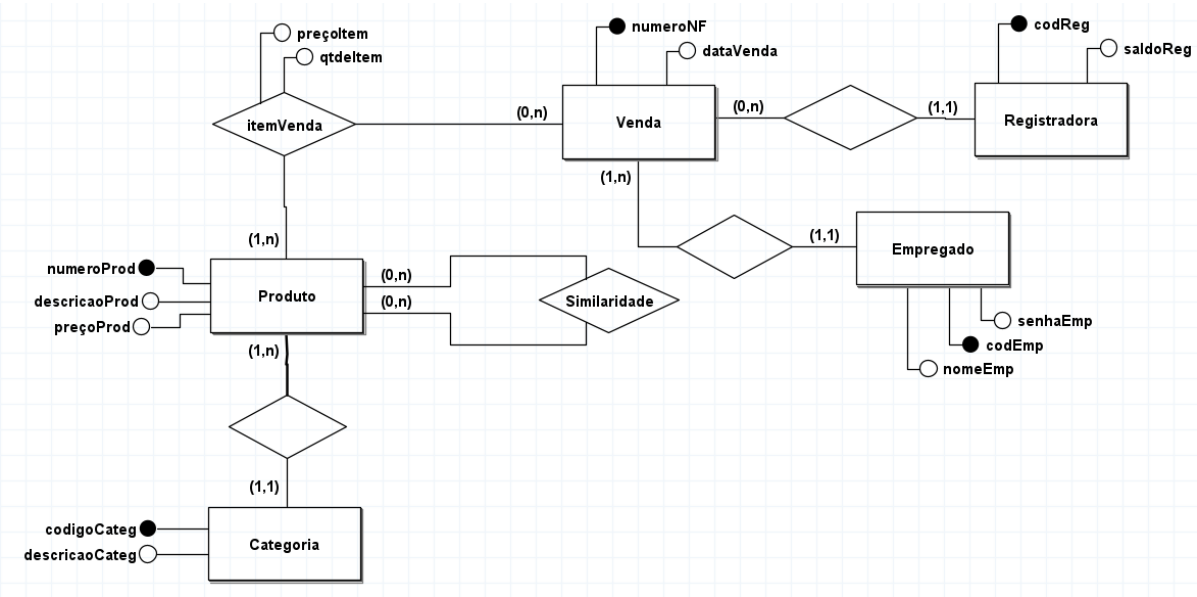 preçoItem
qtdeItem
itemVenda
(0,n)
numeroNF
dataVenda
Venda
(0,n)
(1,1)
codReg
saldoReg
Registradora
(1,n)
(1,1)
Empregado
senhaEmp
codEmp
nomeEmp
(1,n)
numeroProd
descricaoProd
preçoProd
Produto
(0,n)
(0,n)
Similaridade
(1,n)
(1,1)
codigoCateg
descricaoCateg
Categoria